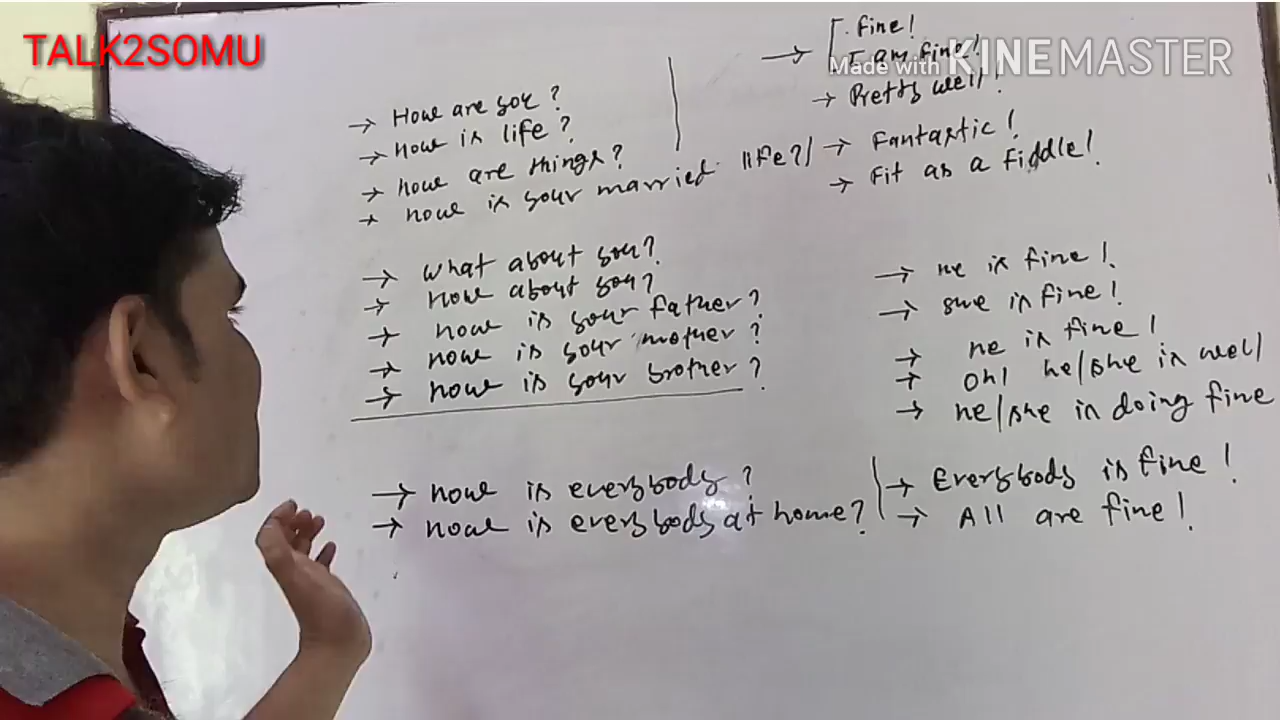 TALK2SOMU
Made with KINEMASTER
→ How are you?
→ How is life?
→ How are things?
→ How is your married life?/
→ Fine!
I am fine!
→ Pretty well!
→ Fantastic!
→ Fit as a Fiddle!
→ What about you?
→ How about you?
→ How is your father?
→ How is your mother?
→ How is your brother?
→ He is fine!
→ She is fine!
→ He is fine!
→ Oh! he/she is well
→ He/she is doing fine
→ How is everybody?
→ How is everybody at home?
→ Everybody is fine!
→ All are fine!